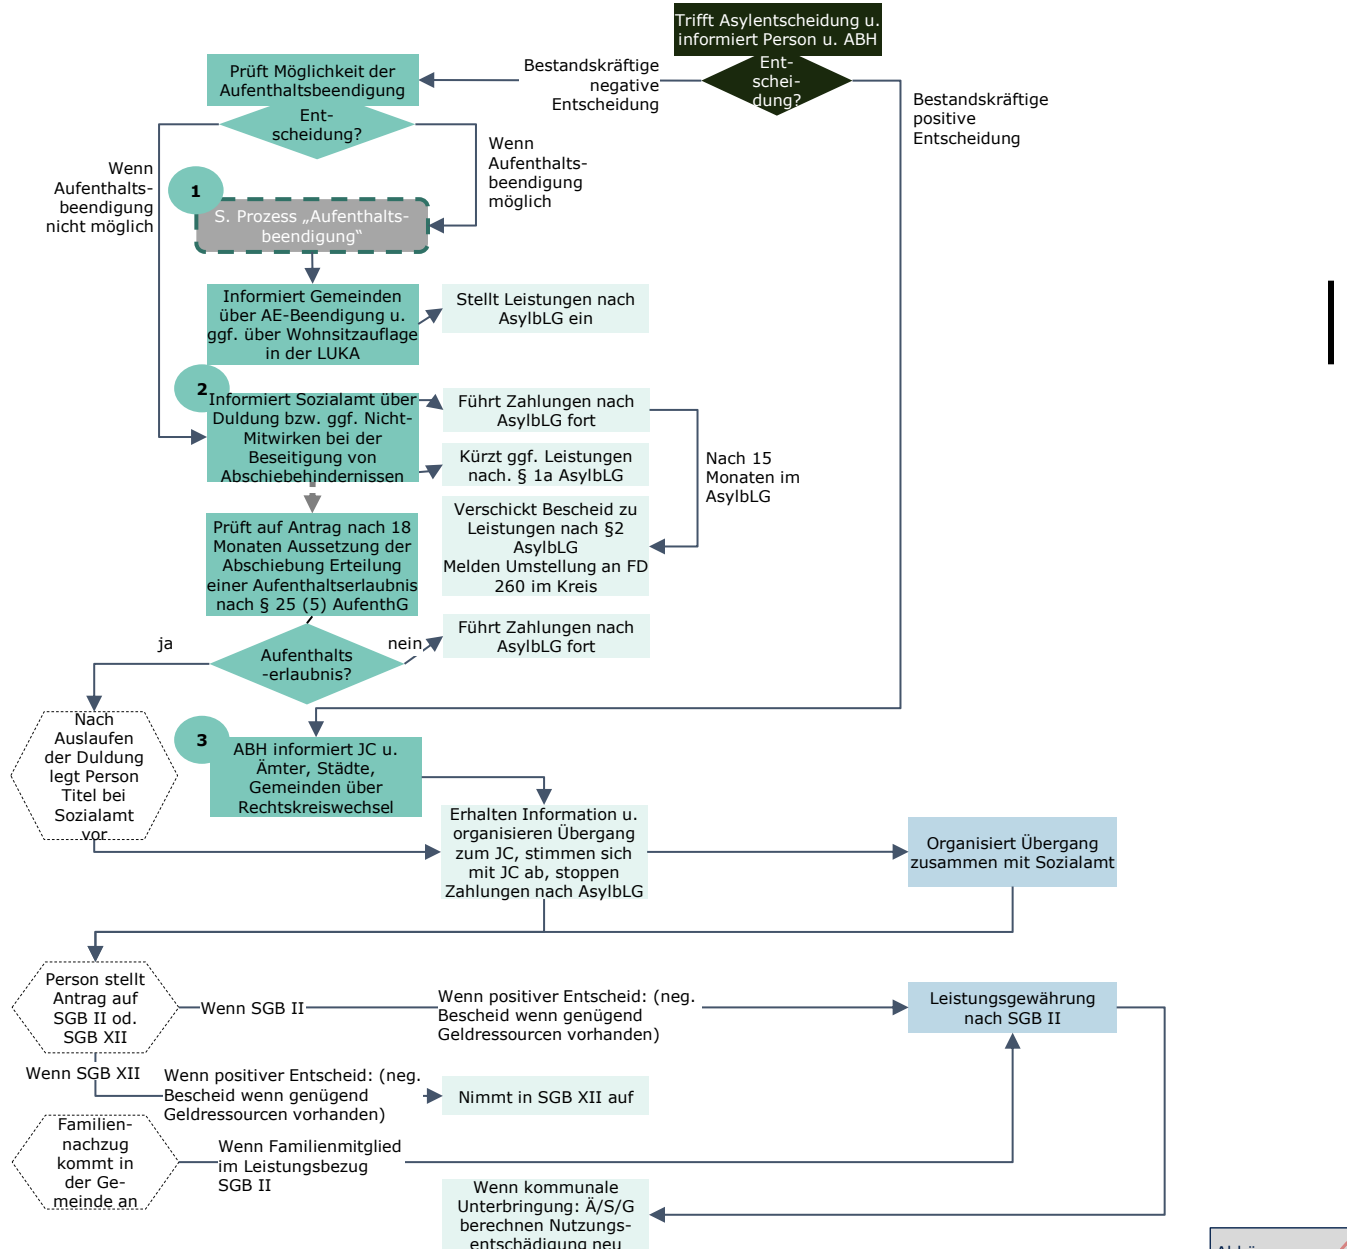 Trifft Asylentscheidung u.
informiert Person u. ABH
Ent-
schei-
dung?
Bestandskräftige
negative
Entscheidung
Bestandskräftige
positive
Entscheidung
Prüft Möglichkeit der
Aufenthaltsbeendigung
Ent-
scheidung?
Wenn
Aufenthalts-
beendigung
nicht möglich
Wenn
Aufenthalts-
beendigung
möglich
1
S. Prozess „Aufenthalts-
beendigung“
Informiert Gemeinden
über AE-Beendigung u.
ggf. über Wohnsitzauflage
in der LUKA
Stellt Leistungen nach
AsylbLG ein
2
Informiert Sozialamt über
Duldung bzw. ggf. Nicht-
Mitwirken bei der
Beseitigung von
Abschiebehindernissen
Führt Zahlungen nach
AsylbLG fort
Kürzt ggf. Leistungen
nach. § 1a AsylbLG
Nach 15
Monaten im
AsylbLG
Verschickt Bescheid zu
Leistungen nach §2
AsylbLG
Melden Umstellung an FD
260 im Kreis
Prüft auf Antrag nach 18
Monaten Aussetzung der
Abschiebung Erteilung
einer Aufenthaltserlaubnis
nach § 25 (5) AufenthG
Führt Zahlungen nach
AsylbLG fort
ja
Aufenthalts
-erlaubnis?
nein
Nach
Auslaufen
der Duldung
legt Person
Titel bei
Sozialamt
vor
3
ABH informiert JC u.
Ämter, Städte,
Gemeinden über
Rechtskreiswechsel
Erhalten Information u.
organisieren Übergang
zum JC, stimmen sich
mit JC ab, stoppen
Zahlungen nach AsylbLG
Organisiert Übergang
zusammen mit Sozialamt
Person stellt
Antrag auf
SGB II od.
SGB XII
Wenn SGB II
Wenn positiver Entscheid: (neg.
Bescheid wenn genügend
Geldressourcen vorhanden)
Leistungsgewährung
nach SGB II
Wenn SGB XII
Wenn positiver Entscheid: (neg.
Bescheid wenn genügend
Geldressourcen vorhanden)
Nimmt in SGB XII auf
Familien-
nachzug
kommt in
der Ge-
meinde an
Wenn Familienmitglied
im Leistungsbezug
SGB II
Wenn kommunale
Unterbringung: Ä/S/G
berechnen Nutzungs-
entschädigung neu